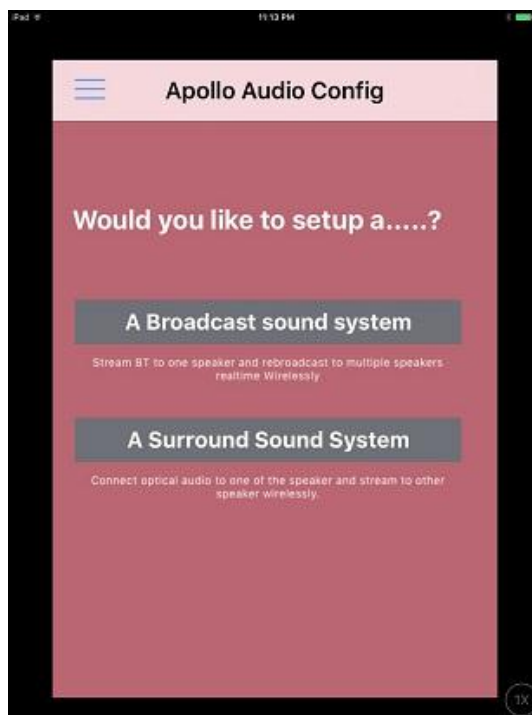 iPad
11:13 PM
Apollo Audio Config
Would you like to setup a.....?
A Broadcast sound system
Stream BT to one speaker and rebroadcast to multiple speakers
realtime Wirelessly
A Surround Sound System
Connect optical audio to one of the speaker and stream to other
speaker wirelessly.
1X